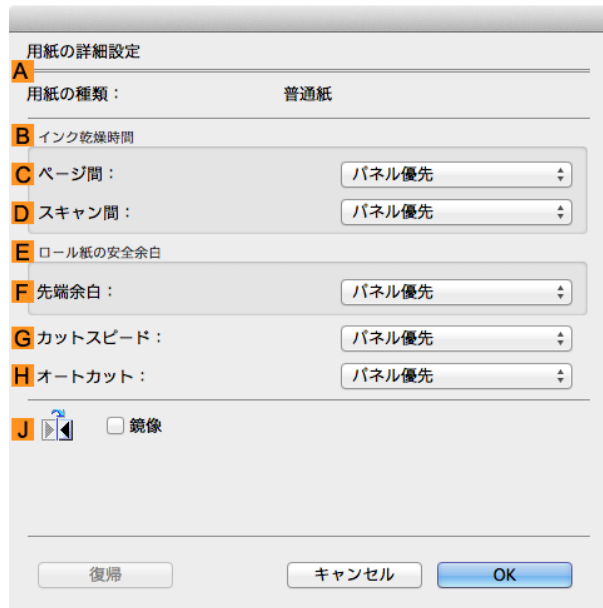 用紙の詳細設定
A
用紙の種類： 普通紙
B インク乾燥時間
C ページ間： パネル優先
D スキャン間： パネル優先
E ロール紙の安全余白
F 先端余白： パネル優先
G カットスピード： パネル優先
H オートカット： パネル優先
J 鏡像
復帰 キャンセル OK